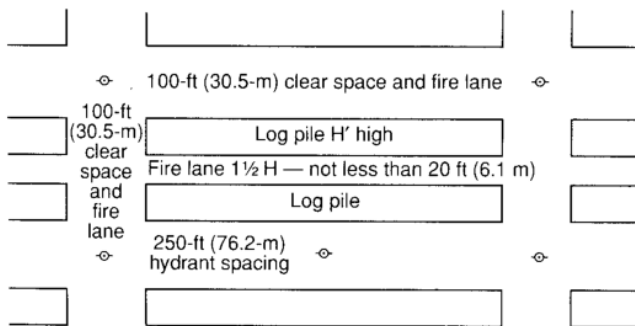 100-ft (30.5-m) clear space and fire lane
100-ft
(30.5-m)
clear
space
and
fire
lane
Log pile H′ high
Fire lane 1½ H — not less than 20 ft (6.1 m)
Log pile
250-ft (76.2-m)
hydrant spacing